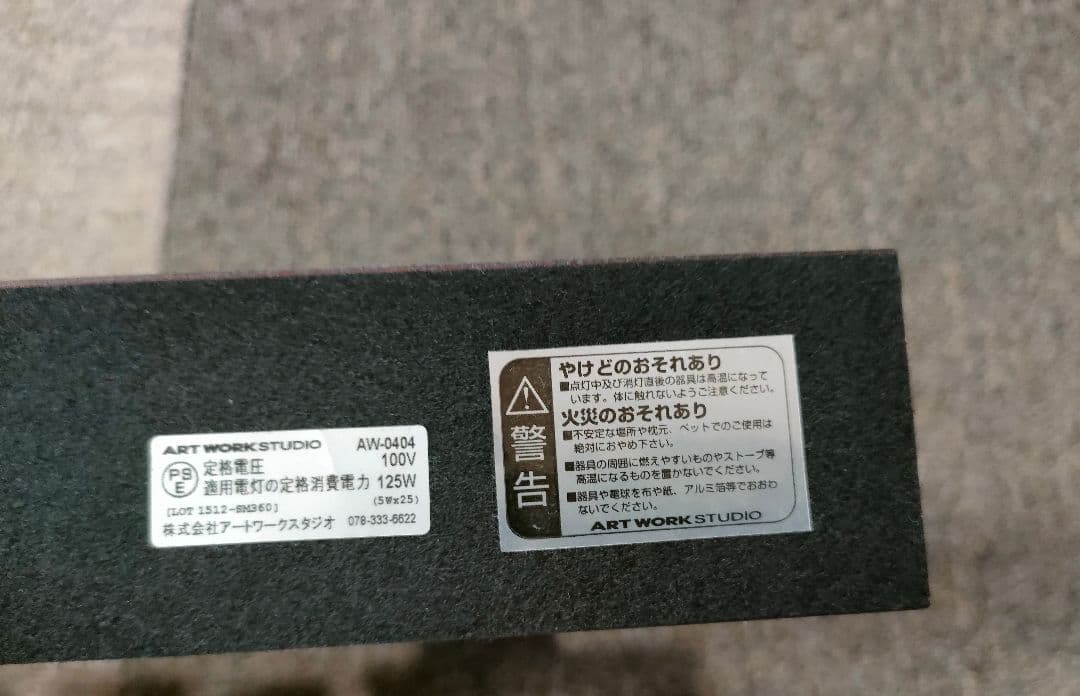 ART WORK STUDIO AW-0404
PSE 定格電圧 100V
適用電灯の定格消費電力 125W
(5W×25)
[LOT 1512-SM360]
株式会社アートワークスタジオ 078-333-6622
警告
やけどのおそれあり
■点灯中及び消灯直後の器具は高温になって
います。体に触れないようご注意ください。
火災のおそれあり
■不安定な場所や枕元、ベットでのご使用は
絶対におやめ下さい。
■器具の周囲に燃えやすいものやストーブ等
高温になるものを置かないでください。
■器具や電球を布や紙、アルミ箔等でおおわ
ないでください。
ART WORK STUDIO